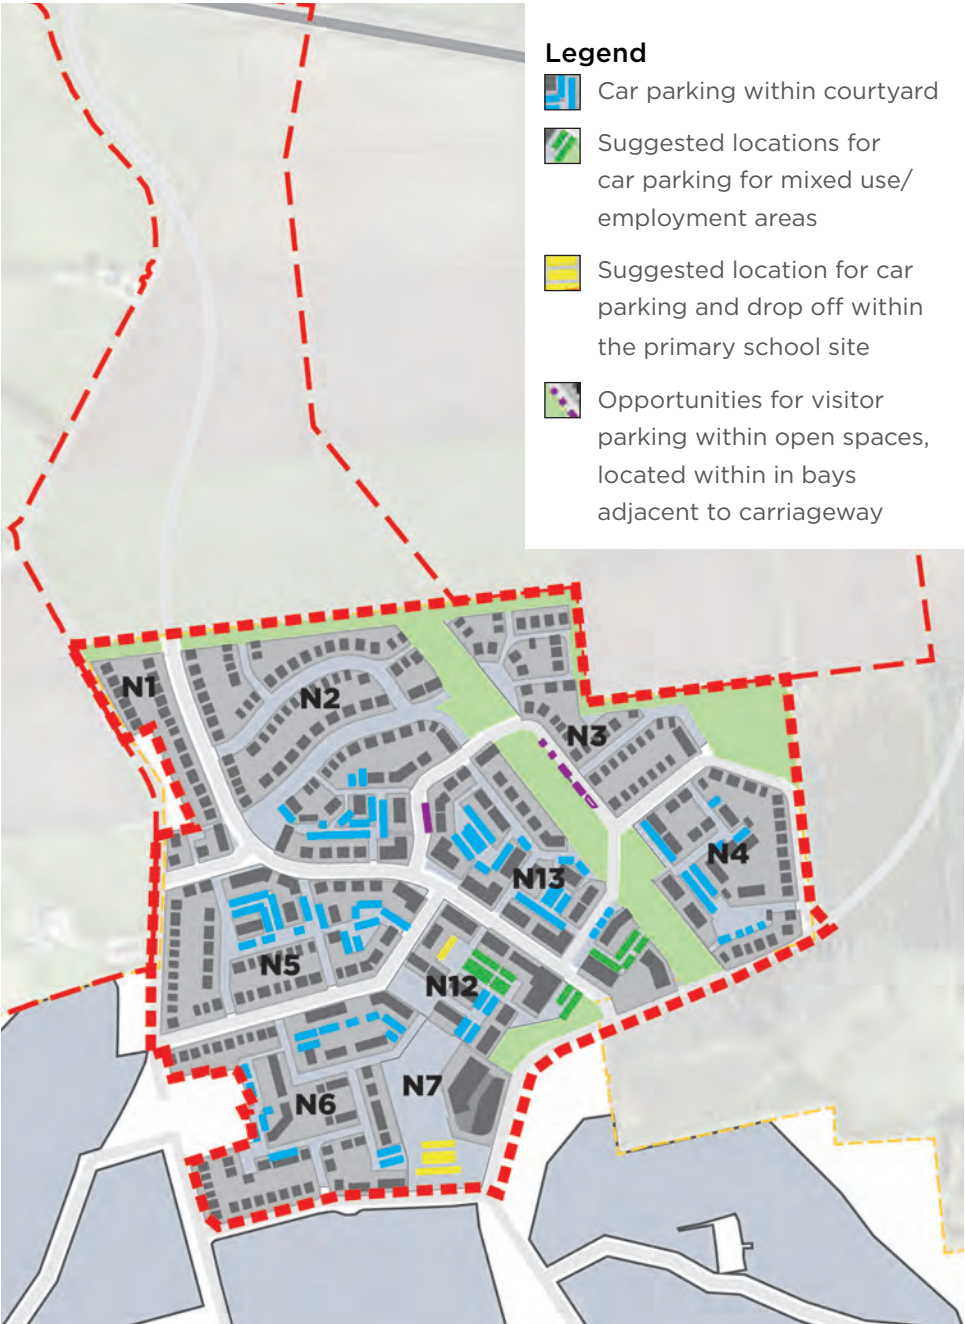 Legend
Car parking within courtyard
Suggested locations for
car parking for mixed use/
employment areas
Suggested location for car
parking and drop off within
the primary school site
Opportunities for visitor
parking within open spaces,
located within in bays
adjacent to carriageway
N1
N2
N3
N4
N13
N5
N12
N7
N6